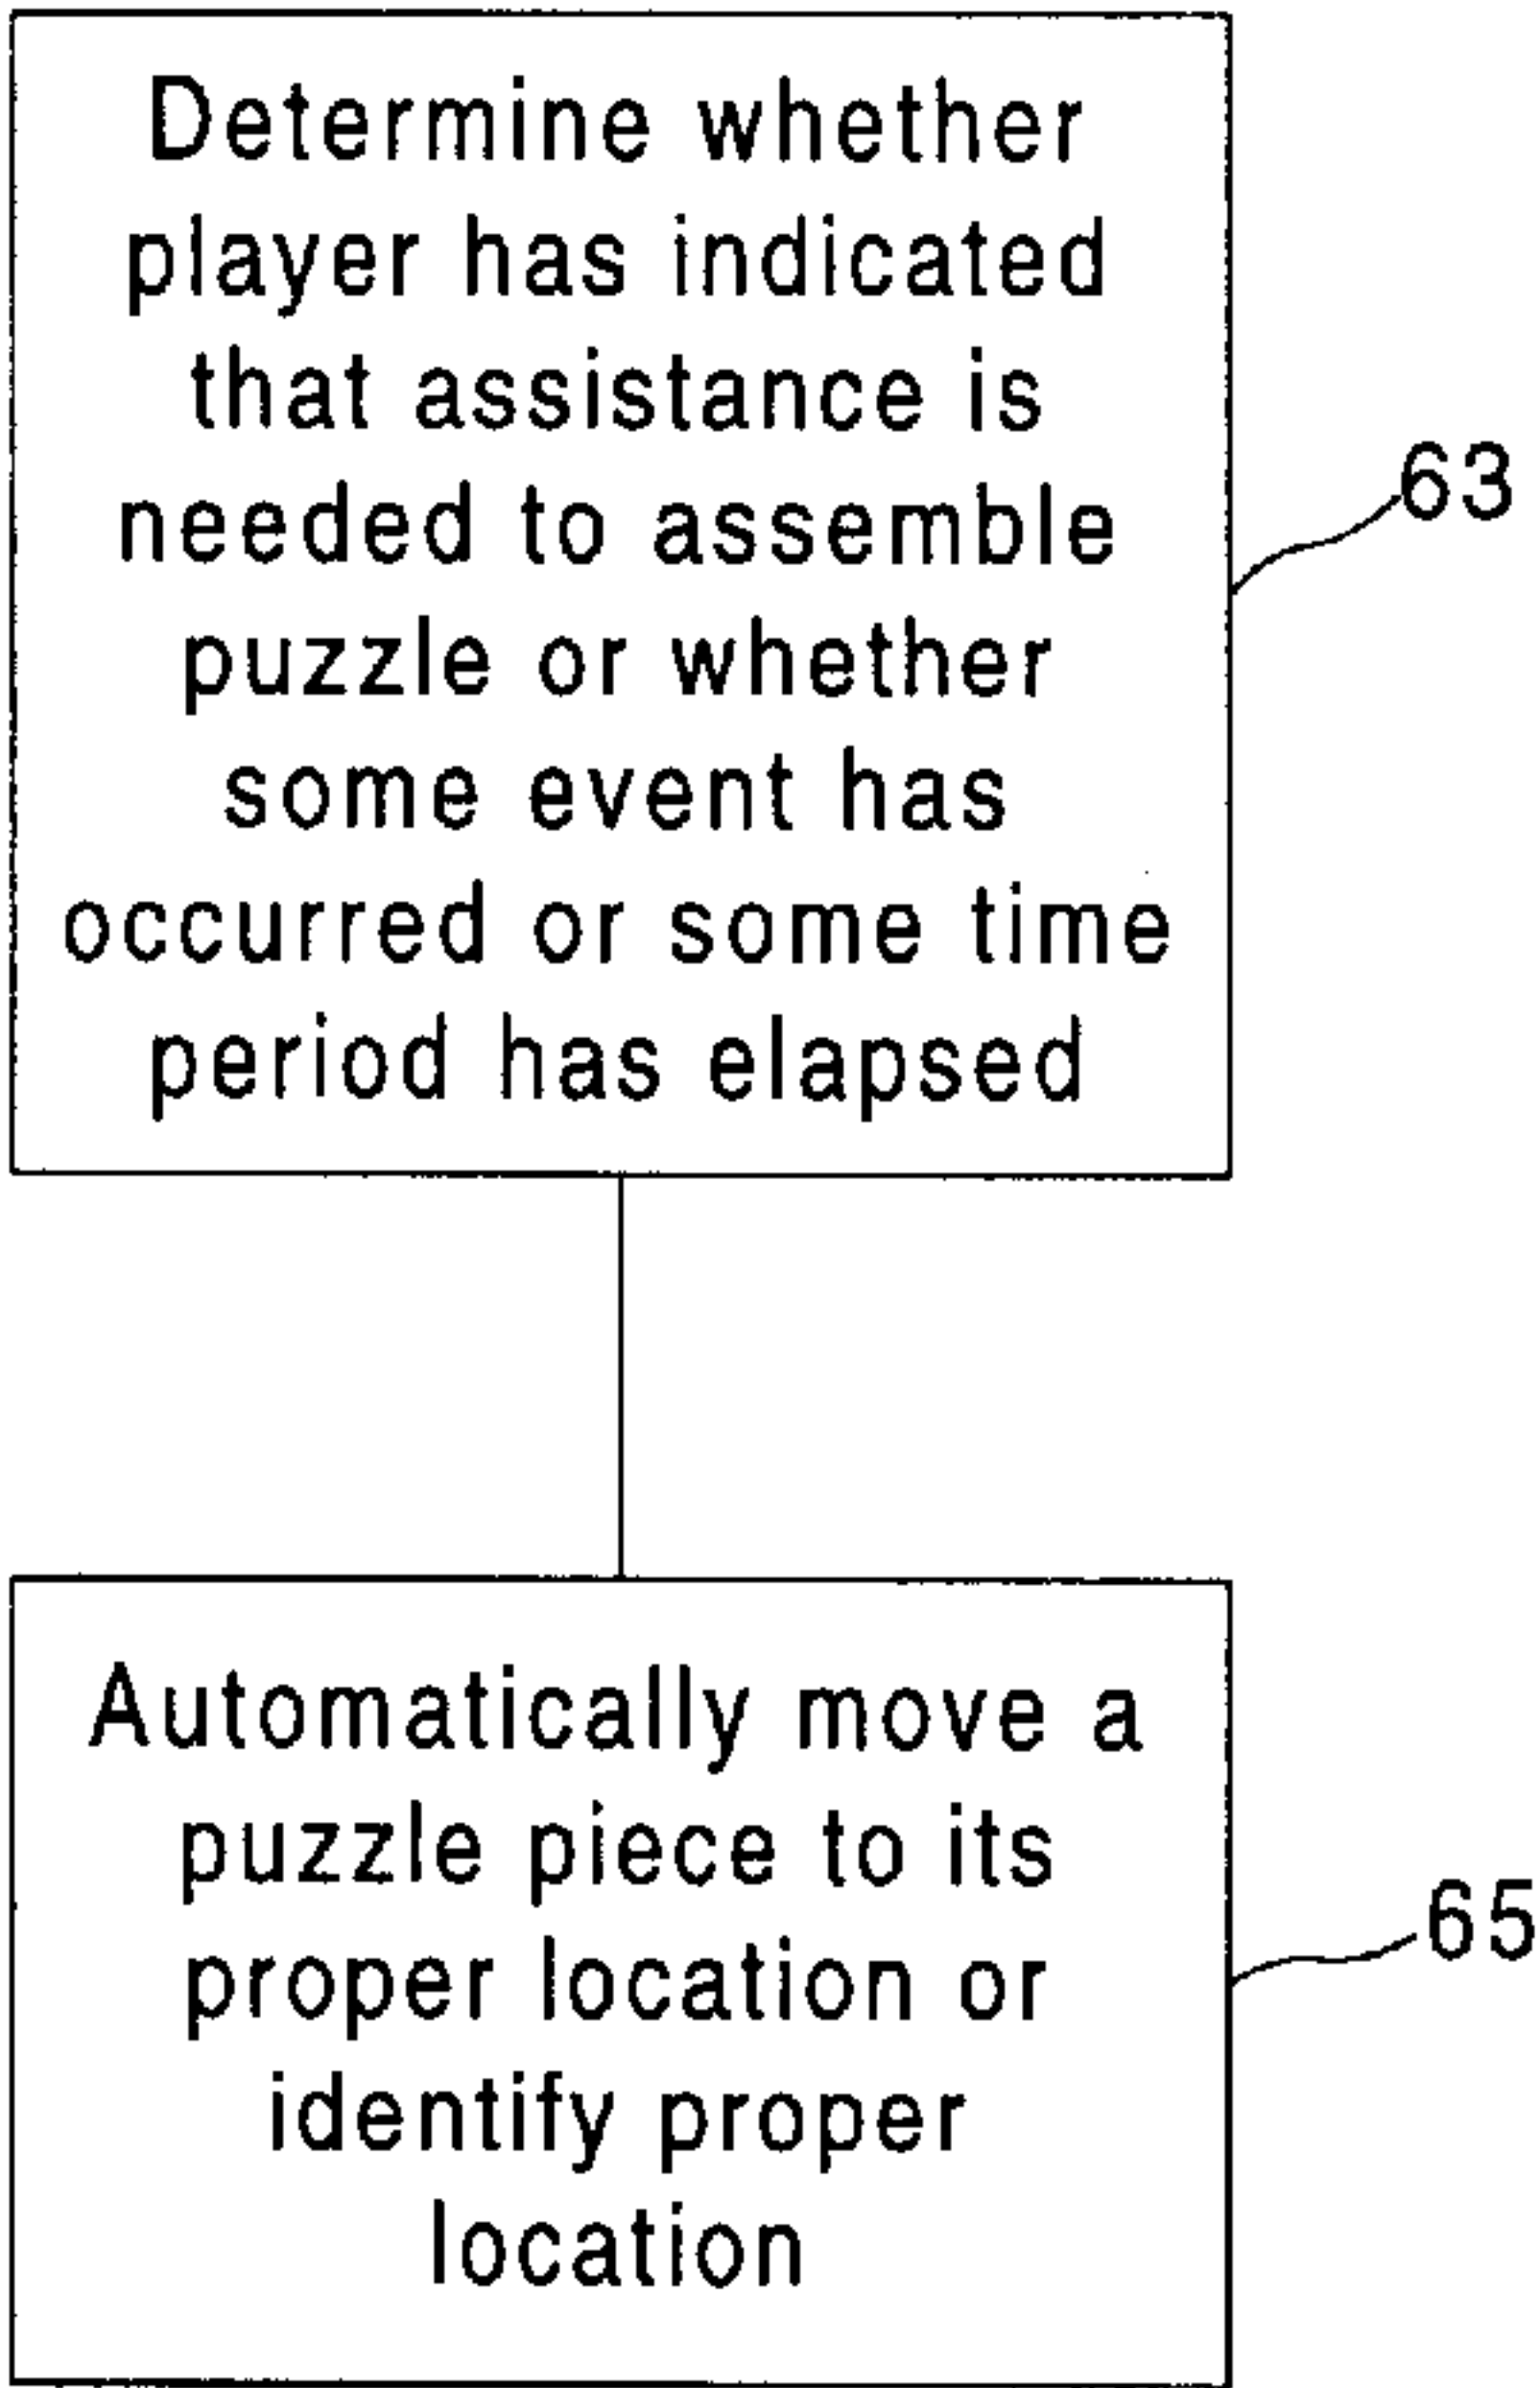 Determine whether
player has indicated
that assistance is
needed to assemble
puzzle or whether
some event has
occurred or some time
period has elapsed
63
Automatically move a
puzzle piece to its
proper location or
identify proper
location
65